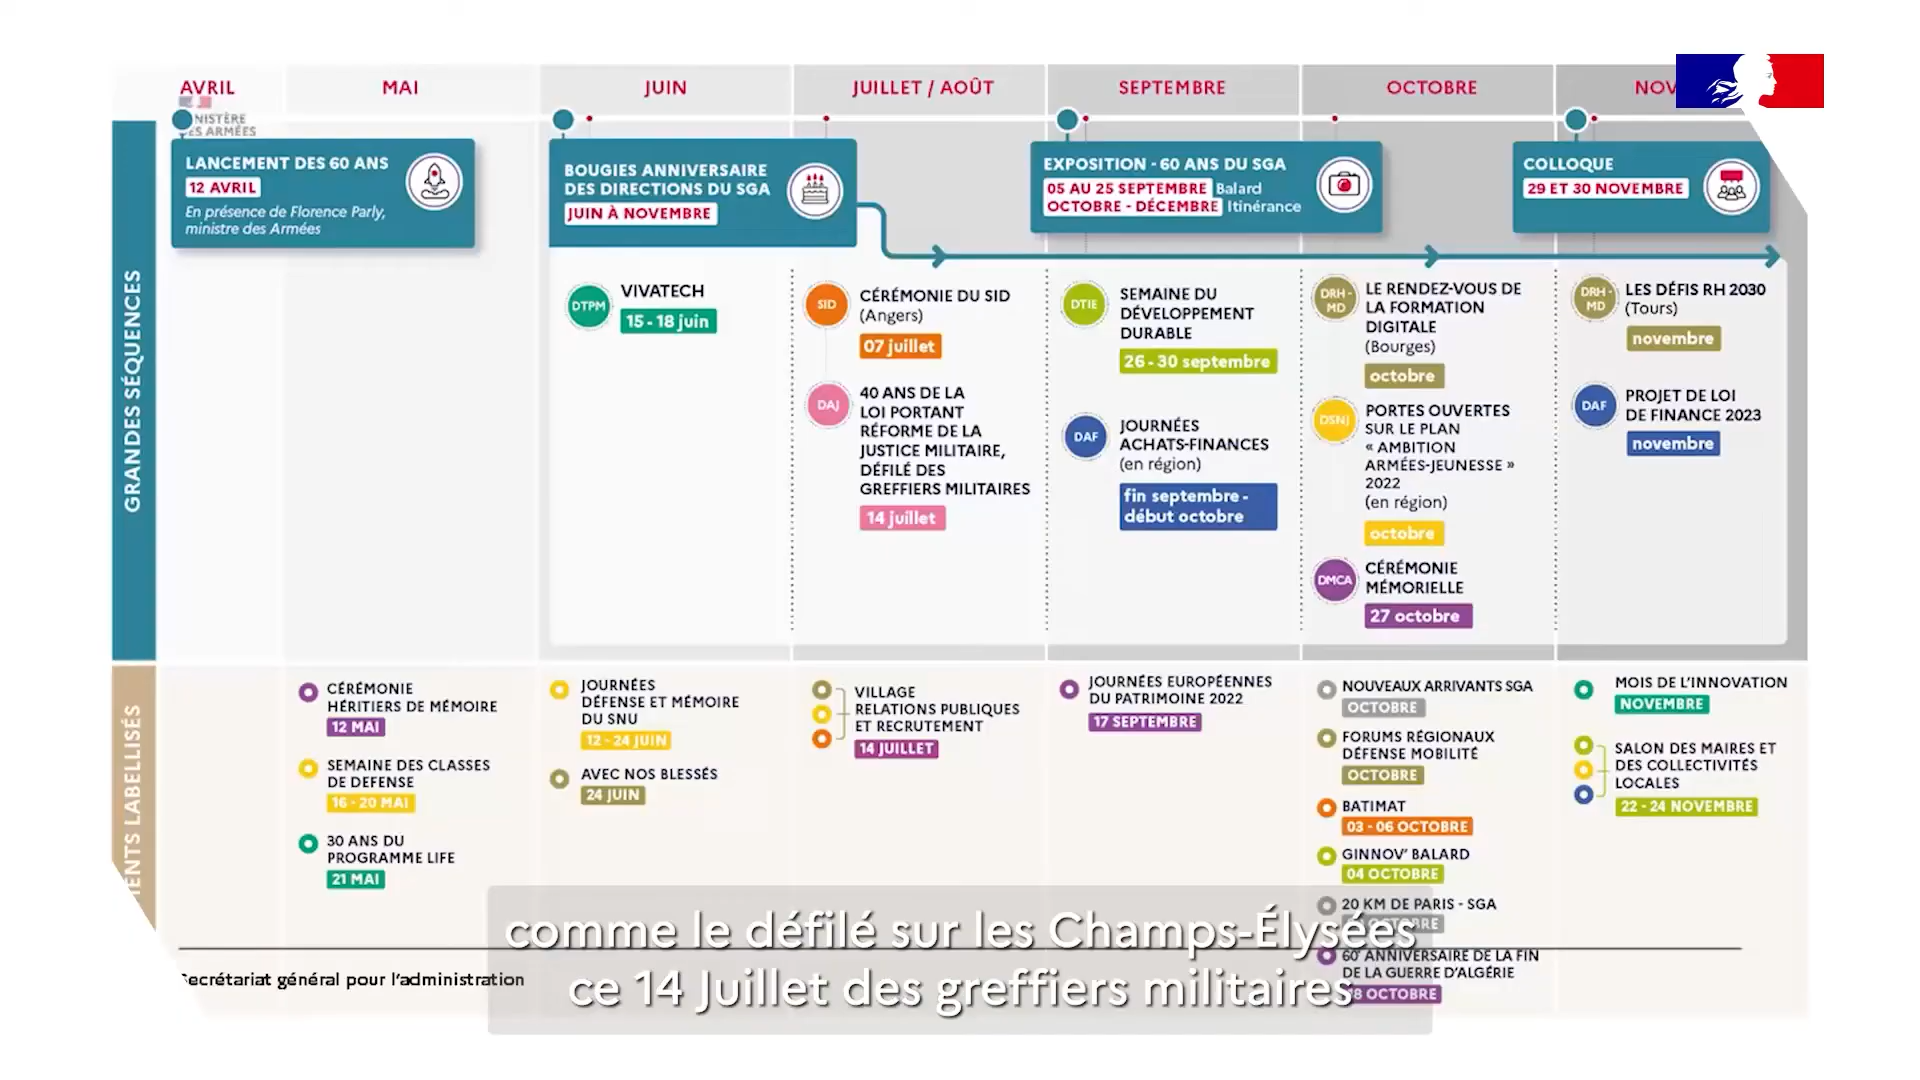 AVRIL
MAI
JUIN
JUILLET / AOÛT
SEPTEMBRE
OCTOBRE
NOV
NISTÈRE
ES ARMÉES
GRANDES SÉQUENCES
LANCEMENT DES 60 ANS
12 AVRIL
En présence de Florence Parly,
ministre des Armées
BOUGIES ANNIVERSAIRE
DES DIRECTIONS DU SGA
JUIN À NOVEMBRE
EXPOSITION - 60 ANS DU SGA
05 AU 25 SEPTEMBRE Balard
OCTOBRE - DÉCEMBRE Itinérance
COLLOQUE
29 ET 30 NOVEMBRE
DTPM
VIVATECH
15 - 18 juin
SID
CÉRÉMONIE DU SID
(Angers)
07 juillet
DAJ
40 ANS DE LA
LOI PORTANT
RÉFORME DE LA
JUSTICE MILITAIRE,
DÉFILÉ DES
GREFFIERS MILITAIRES
14 juillet
DTIE
SEMAINE DU
DÉVELOPPEMENT
DURABLE
26 - 30 septembre
DAF
JOURNÉES
ACHATS-FINANCES
(en région)
fin septembre -
début octobre
DRH -
MD
LE RENDEZ-VOUS DE
LA FORMATION
DIGITALE
(Bourges)
octobre
DSNJ
PORTES OUVERTES
SUR LE PLAN
« AMBITION
ARMÉES-JEUNESSE »
2022
(en région)
octobre
DMCA
CÉRÉMONIE
MÉMORIELLE
27 octobre
DRH -
MD
LES DÉFIS RH 2030
(Tours)
novembre
DAF
PROJET DE LOI
DE FINANCE 2023
novembre
ENTS LABELLISÉS
CÉRÉMONIE
HÉRITIERS DE MÉMOIRE
12 MAI
SEMAINE DES CLASSES
DE DEFENSE
16 - 20 MAI
30 ANS DU
PROGRAMME LIFE
21 MAI
JOURNÉES
DÉFENSE ET MÉMOIRE
DU SNU
12 - 24 JUIN
AVEC NOS BLESSÉS
24 JUIN
VILLAGE
RELATIONS PUBLIQUES
ET RECRUTEMENT
14 JUILLET
JOURNÉES EUROPÉENNES
DU PATRIMOINE 2022
17 SEPTEMBRE
NOUVEAUX ARRIVANTS SGA
OCTOBRE
FORUMS RÉGIONAUX
DÉFENSE MOBILITÉ
OCTOBRE
BATIMAT
03 - 06 OCTOBRE
GINNOV' BALARD
04 OCTOBRE
20 KM DE PARIS - SGA
OCTOBRE
60e ANNIVERSAIRE DE LA FIN
DE LA GUERRE D'ALGÉRIE
18 OCTOBRE
MOIS DE L'INNOVATION
NOVEMBRE
SALON DES MAIRES ET
DES COLLECTIVITÉS
LOCALES
22 - 24 NOVEMBRE
comme le défilé sur les Champs-Élysées
ce 14 Juillet des greffiers militaires
Secrétariat général pour l'administration